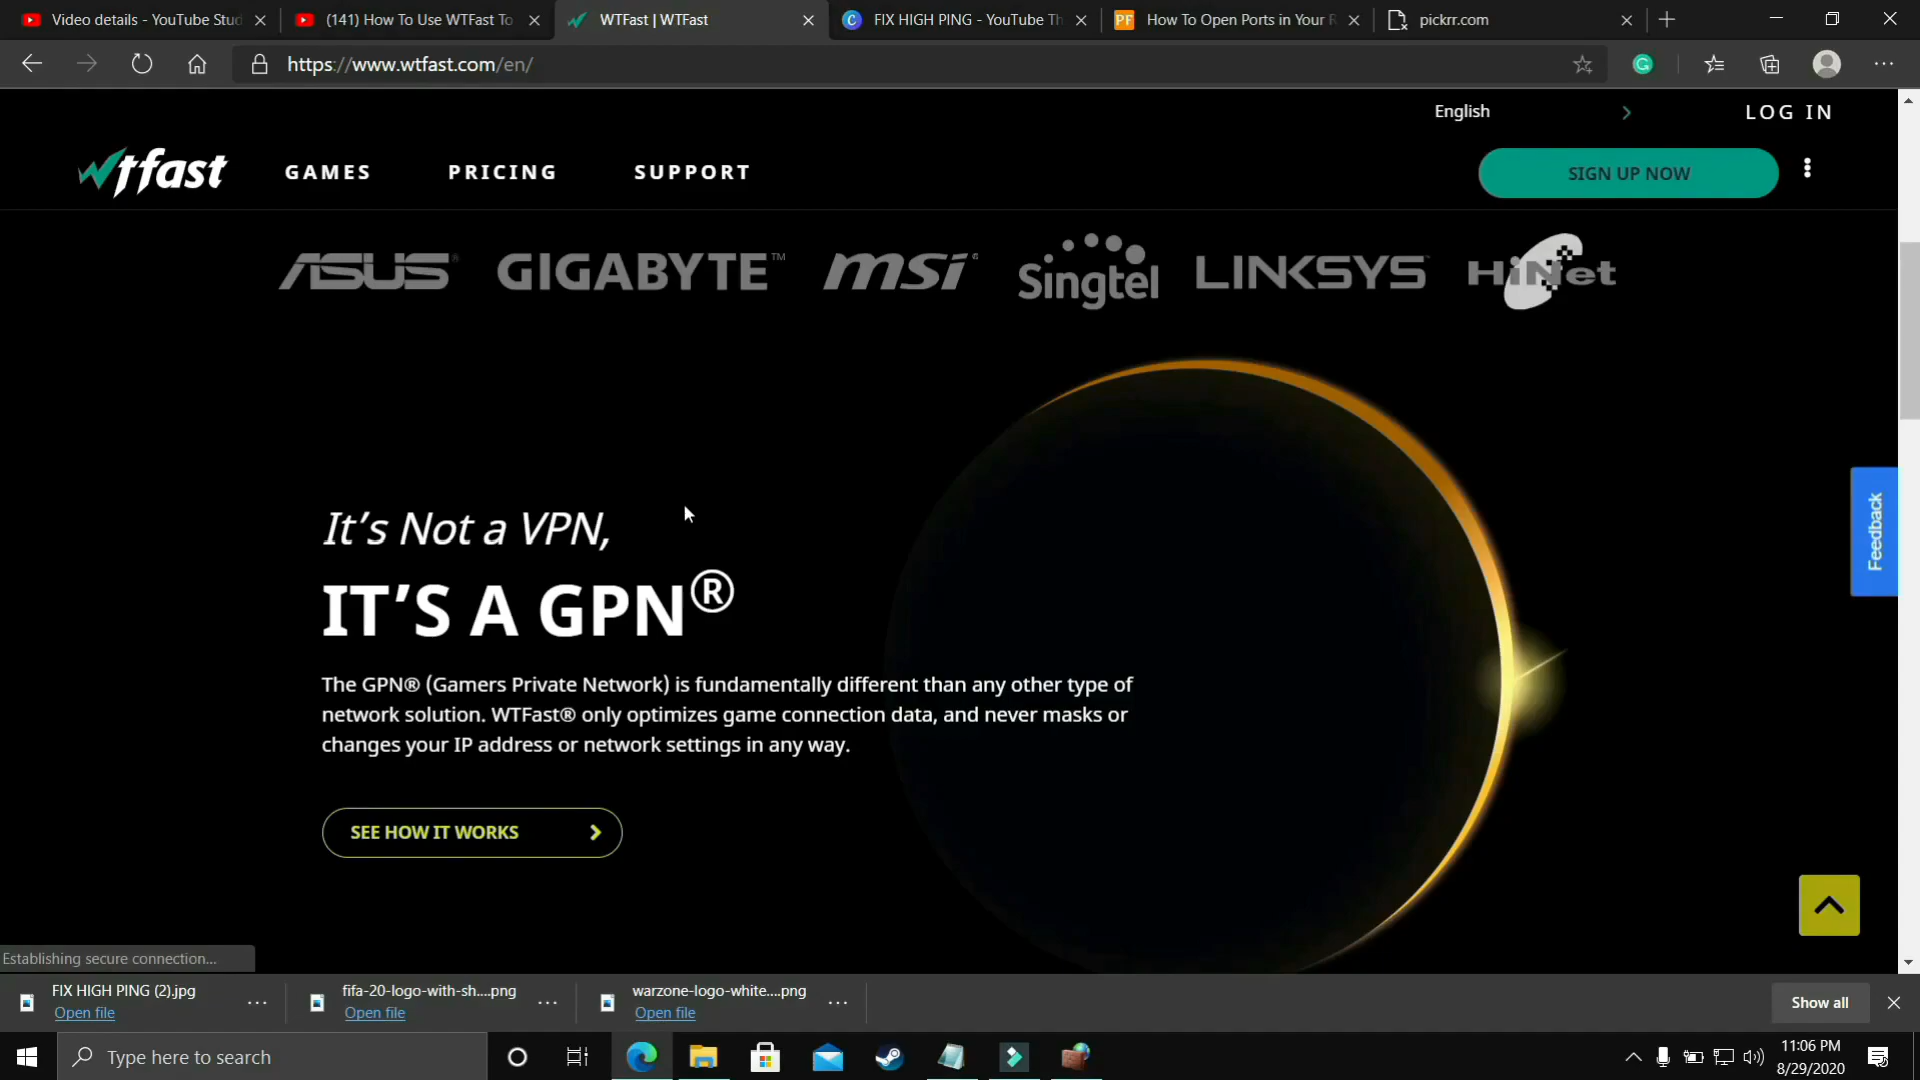 Video details - YouTube Stud
(141) How To Use WTFast To
WTFast | WTFast
FIX HIGH PING - YouTube Th
PF
How To Open Ports in Your R
pickrr.com
https://www.wtfast.com/en/
English
LOG IN
wtfast
GAMES
PRICING
SUPPORT
SIGN UP NOW
ASUS®
GIGABYTE™
msi
Singtel
LINKSYS
HiNet
It's Not a VPN,
IT'S A GPN®
The GPN® (Gamers Private Network) is fundamentally different than any other type of
network solution. WTFast® only optimizes game connection data, and never masks or
changes your IP address or network settings in any way.
SEE HOW IT WORKS
Feedback
Establishing secure connection...
FIX HIGH PING (2).jpg
Open file
fifa-20-logo-with-sh....png
Open file
warzone-logo-white....png
Open file
Show all
Type here to search
11:06 PM
8/29/2020